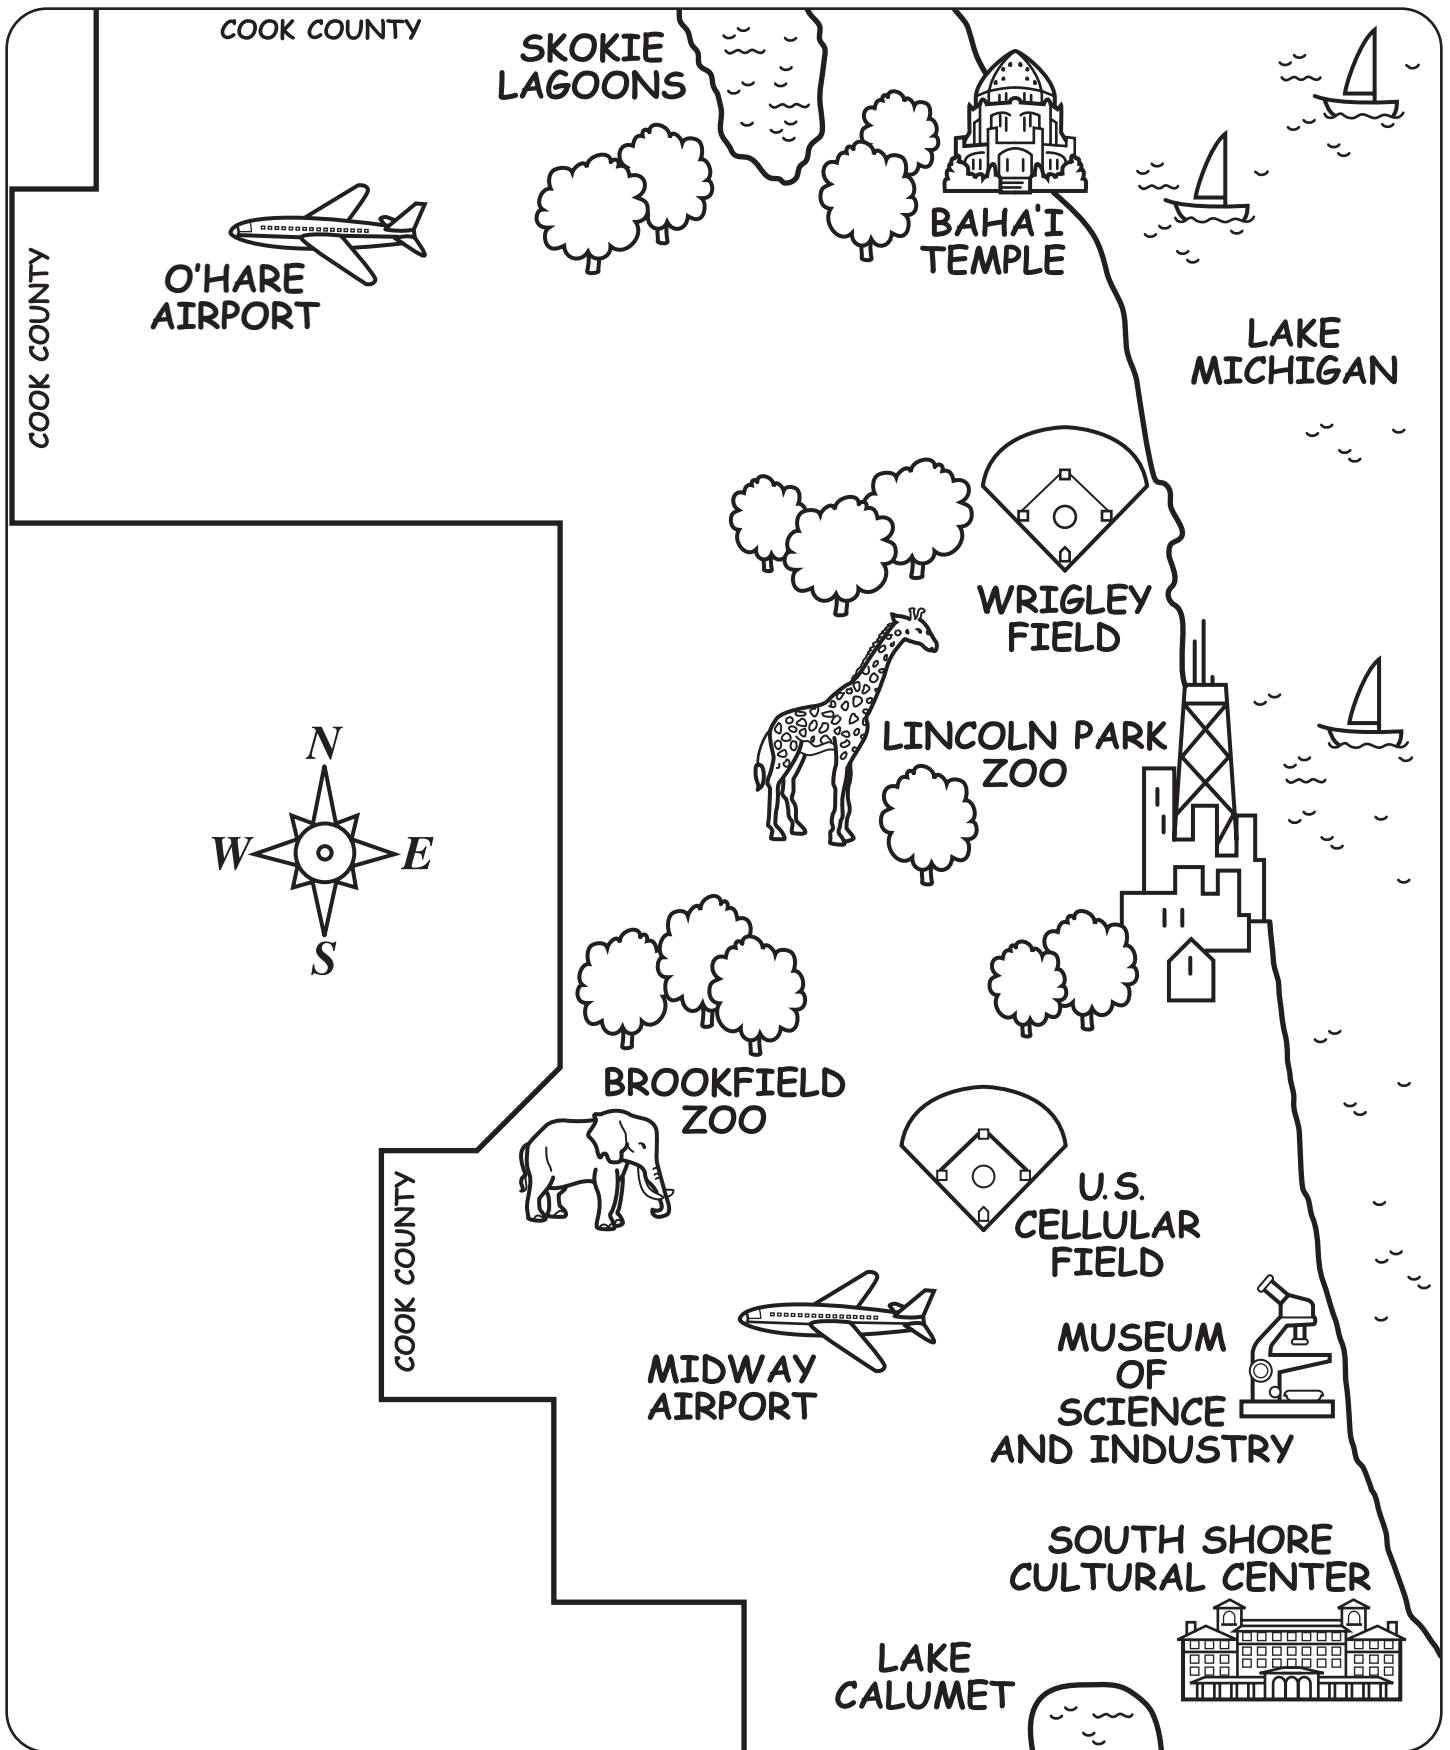 COOK COUNTY
SKOKIE
LAGOONS
BAHA'I
TEMPLE
O'HARE
AIRPORT
COOK COUNTY
LAKE
MICHIGAN
WRIGLEY
FIELD
LINCOLN PARK
ZOO
N
W
E
S
BROOKFIELD
ZOO
U.S.
CELLULAR
FIELD
COOK COUNTY
MIDWAY
AIRPORT
MUSEUM
OF
SCIENCE
AND INDUSTRY
SOUTH SHORE
CULTURAL CENTER
LAKE
CALUMET